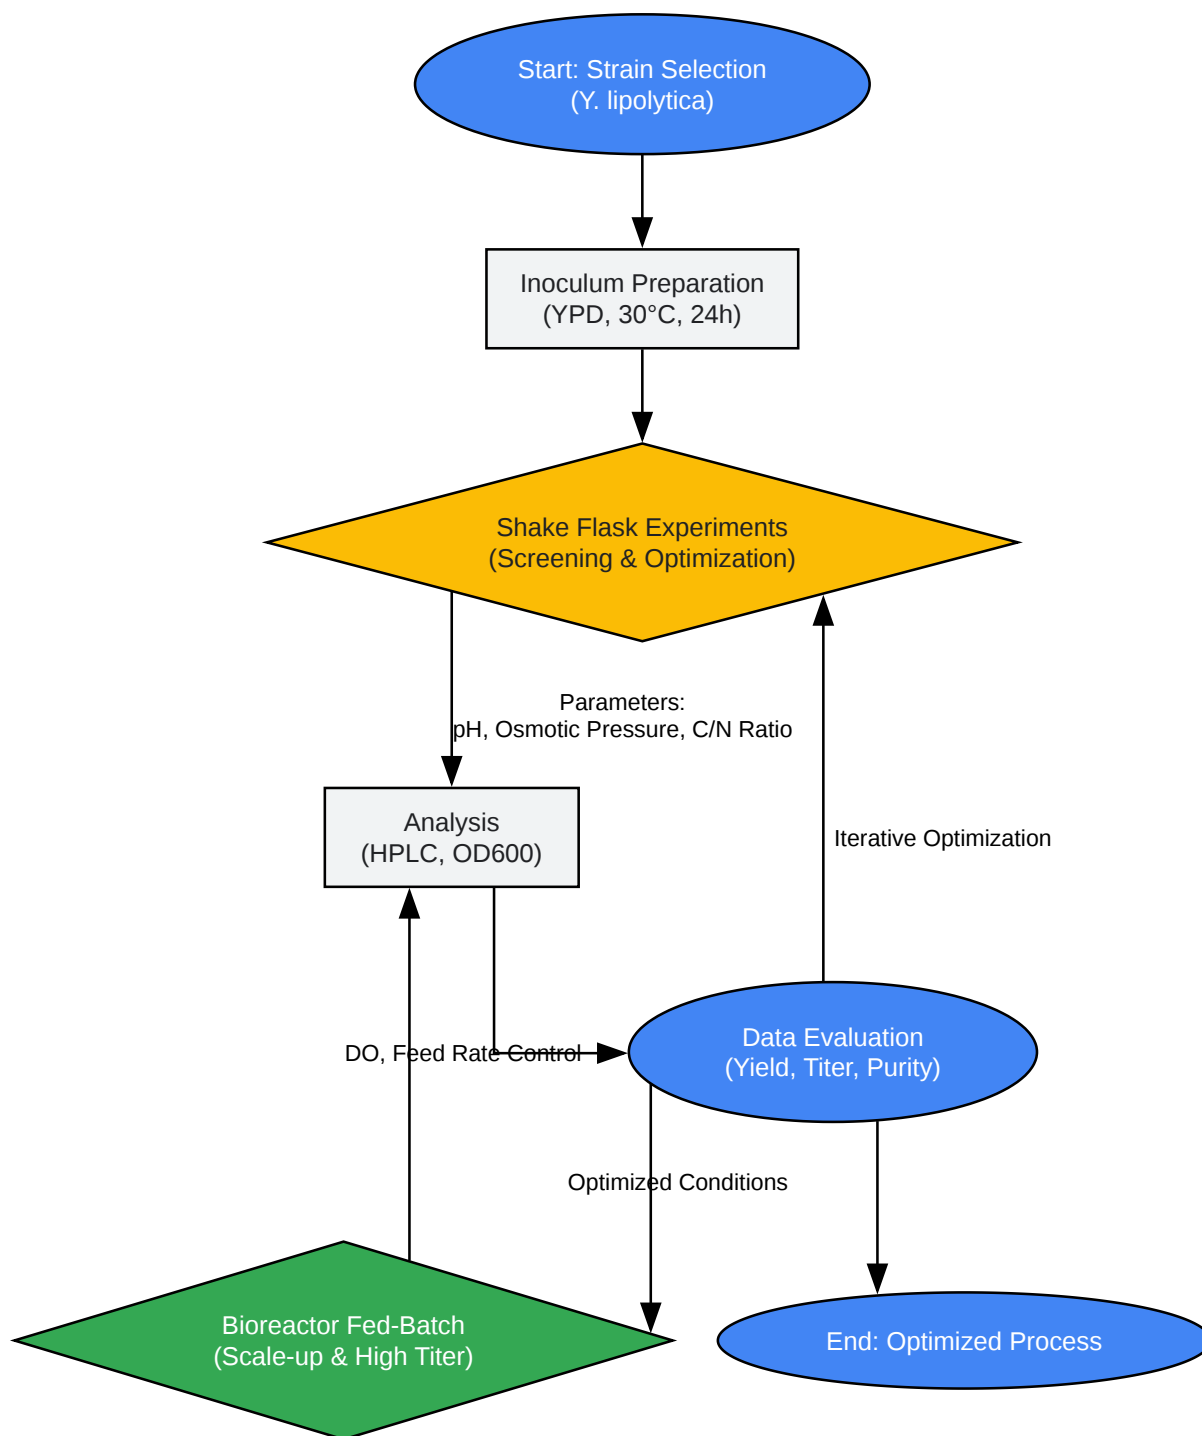 Start: Strain Selection
(Y. lipolytica)
Inoculum Preparation
(YPD, 30°C, 24h)
Shake Flask Experiments
(Screening & Optimization)
Parameters:
pH, Osmotic Pressure, C/N Ratio
Analysis
(HPLC, OD600)
Iterative Optimization
Data Evaluation
(Yield, Titer, Purity)
DO, Feed Rate Control
Optimized Conditions
Bioreactor Fed-Batch
(Scale-up & High Titer)
End: Optimized Process